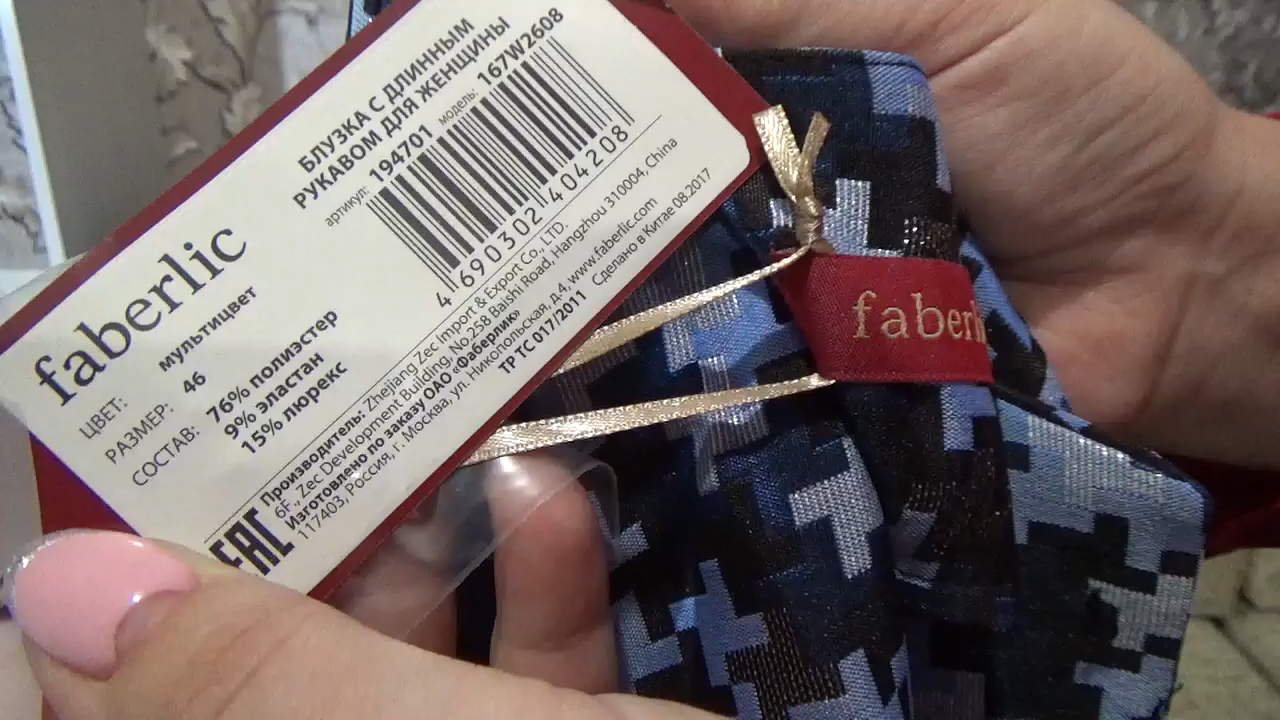 БЛУЗКА С ДЛИННЫМ
РУКАВОМ ДЛЯ ЖЕНЩИНЫ
артикул: 194701 модель: 167W2608
4 690302 404208
faberlic
ЦВЕТ: мультицвет
РАЗМЕР: 46
СОСТАВ: 76% полиэстер
9% эластан
15% люрекс
Производитель: Zhejiang Zec Import & Export Co., LTD.
6F., Zec Development Building, No.258 Baishi Road, Hangzhou 310004, China
Изготовлено по заказу ОАО «Фаберлик»
117403, Россия, г. Москва, ул. Никопольская, д.4, www.faberlic.com
ТР ТС 017/2011 Сделано в Китае 08.2017
EAC
faberli